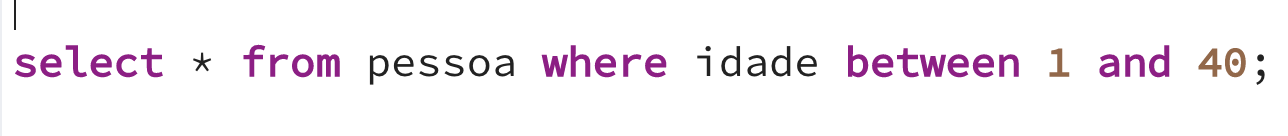 select * from pessoa where idade between 1 and 40;